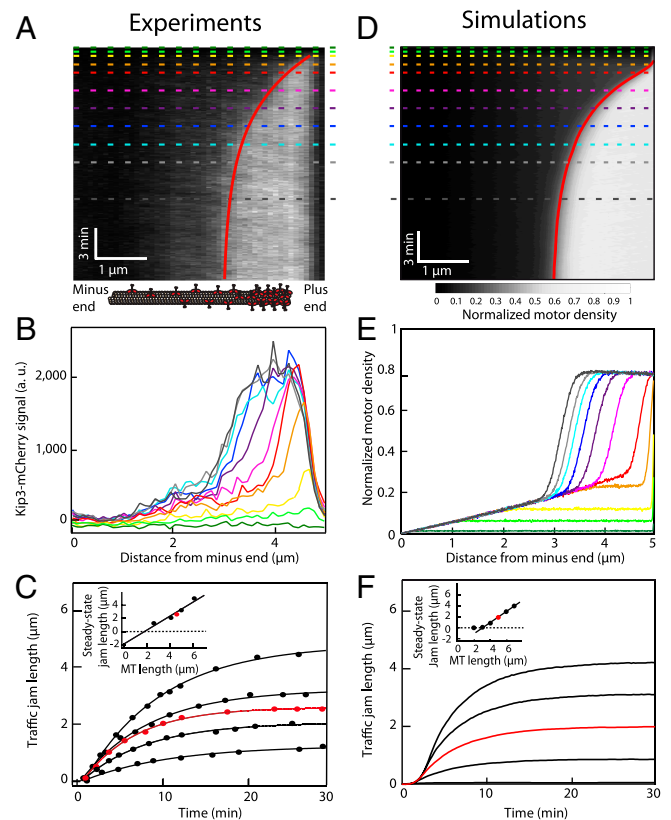 Experiments
Simulations
A
3 min
1 µm
Minus end
Plus end
D
3 min
1 µm
0 0.1 0.2 0.3 0.4 0.5 0.6 0.7 0.8 0.9 1
Normalized motor density
B
Kip3-mCherry signal (a. u.)
2,000
1,000
0
0 2 4
Distance from minus end (µm)
E
Normalized motor density
1
0.8
0.6
0.4
0.2
0
0 1 2 3 4 5
Distance from minus end (µm)
C
Traffic jam length (µm)
6
4
2
0
0 10 20 30
Time (min)
Steady-state jam length (µm)
4
2
0
-2
0 2 4 6
MT length (µm)
F
Traffic jam length (µm)
6
4
2
0
0 10 20 30
Time (min)
Steady-state Jam length (µm)
6
4
2
0
-2
0 2 4 6 8
MT length (µm)